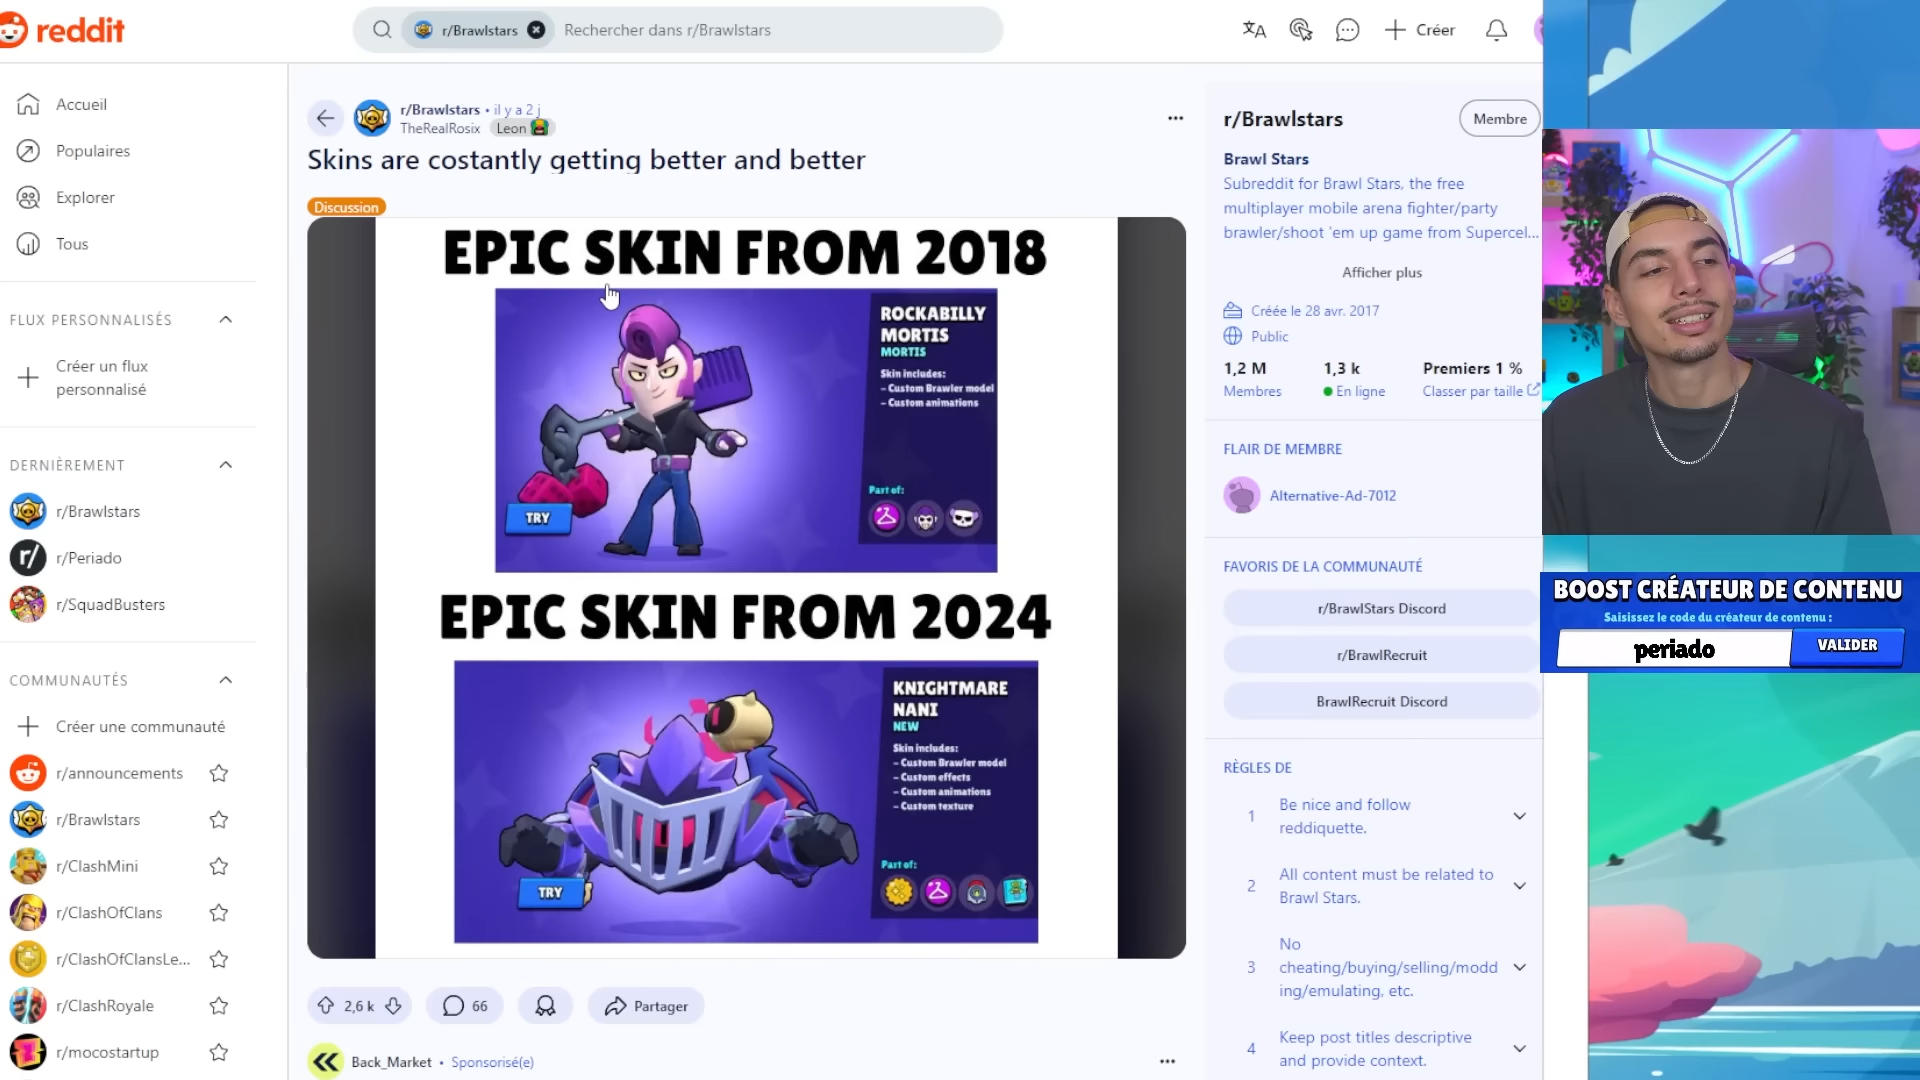 reddit
r/Brawlstars
Rechercher dans r/Brawlstars
Créer
Accueil
Populaires
Explorer
Tous
FLUX PERSONNALISÉS
Créer un flux
personnalisé
DERNIÈREMENT
r/Brawlstars
r/Periado
r/SquadBusters
COMMUNAUTÉS
Créer une communauté
r/announcements
r/Brawlstars
r/ClashMini
r/ClashOfClans
r/ClashOfClansLe...
r/ClashRoyale
r/mocostartup
r/Brawlstars • il y a 2 j
TheRealRosix Leon
Skins are costantly getting better and better
Discussion
EPIC SKIN FROM 2018
ROCKABILLY
MORTIS
MORTIS
Skin includes:
- Custom Brawler model
- Custom animations
Part of:
TRY
EPIC SKIN FROM 2024
KNIGHTMARE
NANI
NEW
Skin includes:
- Custom Brawler model
- Custom effects
- Custom animations
- Custom texture
Part of:
TRY
2,6 k
66
Partager
Back_Market • Sponsorisé(e)
r/Brawlstars
Membre
Brawl Stars
Subreddit for Brawl Stars, the free
multiplayer mobile arena fighter/party
brawler/shoot 'em up game from Supercel...
Afficher plus
Créée le 28 avr. 2017
Public
1,2 M 1,3 k Premiers 1 %
Membres En ligne Classer par taille
FLAIR DE MEMBRE
Alternative-Ad-7012
FAVORIS DE LA COMMUNAUTÉ
r/BrawlStars Discord
r/BrawlRecruit
BrawlRecruit Discord
RÈGLES DE
1 Be nice and follow
reddiquette.
2 All content must be related to
Brawl Stars.
3 No
cheating/buying/selling/modd
ing/emulating, etc.
4 Keep post titles descriptive
and provide context.
BOOST CRÉATEUR DE CONTENU
Saisissez le code du créateur de contenu :
periado
VALIDER